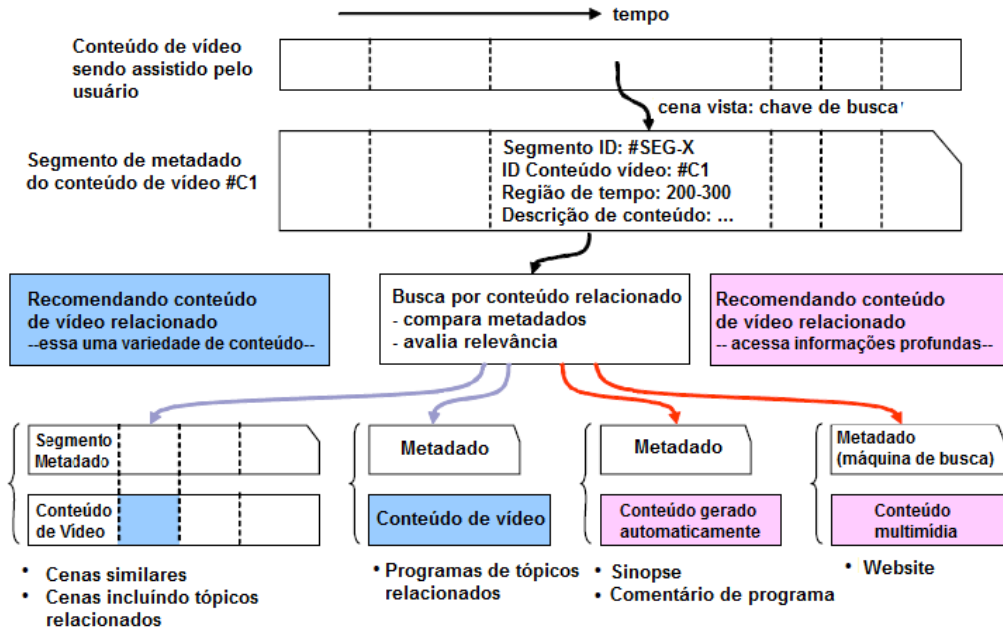 tempo
Conteúdo de vídeo
sendo assistido pelo
usuário
cena vista: chave de busca'
Segmento de metadado
do conteúdo de vídeo #C1
Segmento ID: #SEG-X
ID Conteúdo vídeo: #C1
Região de tempo: 200-300
Descrição de conteúdo: ...
Recomendando conteúdo
de vídeo relacionado
--essa uma variedade de conteúdo--
Busca por conteúdo relacionado
- compara metadados
- avalia relevância
Recomendando conteúdo
de vídeo relacionado
-- acessa informações profundas--
Segmento
Metadado
Conteúdo
de Vídeo
• Cenas similares
• Cenas incluíndo tópicos
relacionados
Metadado
Conteúdo de vídeo
• Programas de tópicos
relacionados
Metadado
Conteúdo gerado
automaticamente
• Sinopse
• Comentário de programa
Metadado
(máquina de busca)
Conteúdo
multimídia
• Website